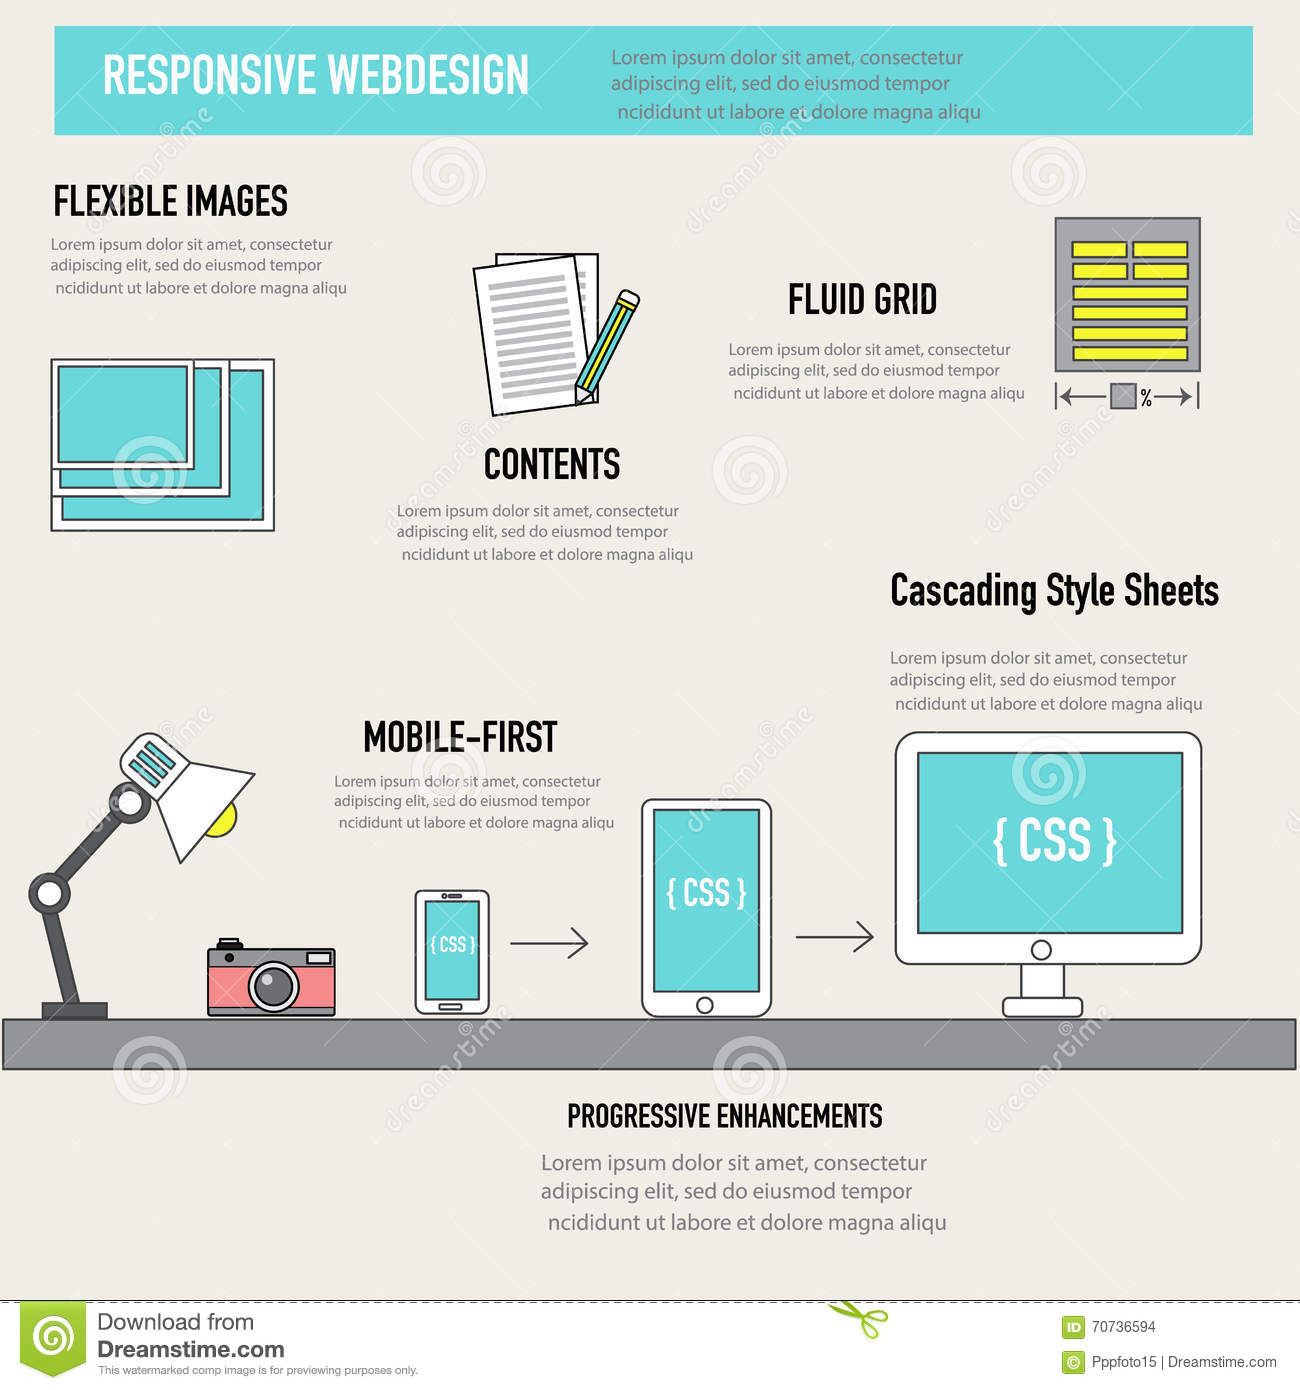 RESPONSIVE WEBDESIGN
Lorem ipsum dolor sit amet, consectetur
adipiscing elit, sed do eiusmod tempor
ncididunt ut labore et dolore magna aliqu
FLEXIBLE IMAGES
Lorem ipsum dolor sit amet, consectetur
adipiscing elit, sed do eiusmod tempor
ncididunt ut labore et dolore magna aliqu
FLUID GRID
Lorem ipsum dolor sit amet, consectetur
adipiscing elit, sed do eiusmod tempor
ncididunt ut labore et dolore magna aliqu
%
CONTENTS
Lorem ipsum dolor sit amet, consectetur
adipiscing elit, sed do eiusmod tempor
ncididunt ut labore et dolore magna aliqu
Cascading Style Sheets
Lorem ipsum dolor sit amet, consectetur
adipiscing elit, sed do eiusmod tempor
ncididunt ut labore et dolore magna aliqu
MOBILE-FIRST
Lorem ipsum dolor sit amet, consectetur
adipiscing elit, sed do eiusmod tempor
ncididunt ut labore et dolore magna aliqu
{ CSS }
{ CSS }
{ CSS }
PROGRESSIVE ENHANCEMENTS
Lorem ipsum dolor sit amet, consectetur
adipiscing elit, sed do eiusmod tempor
ncididunt ut labore et dolore magna aliqu
Download from
Dreamstime.com
This watermarked comp image is for previewing purposes only.
ID 70736594
© Pppfoto15 | Dreamstime.com